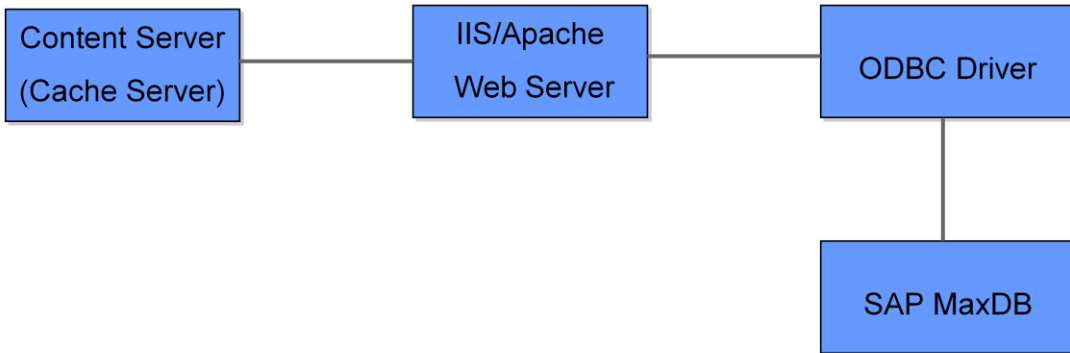 Content Server
(Cache Server)
IIS/Apache
Web Server
ODBC Driver
SAP MaxDB